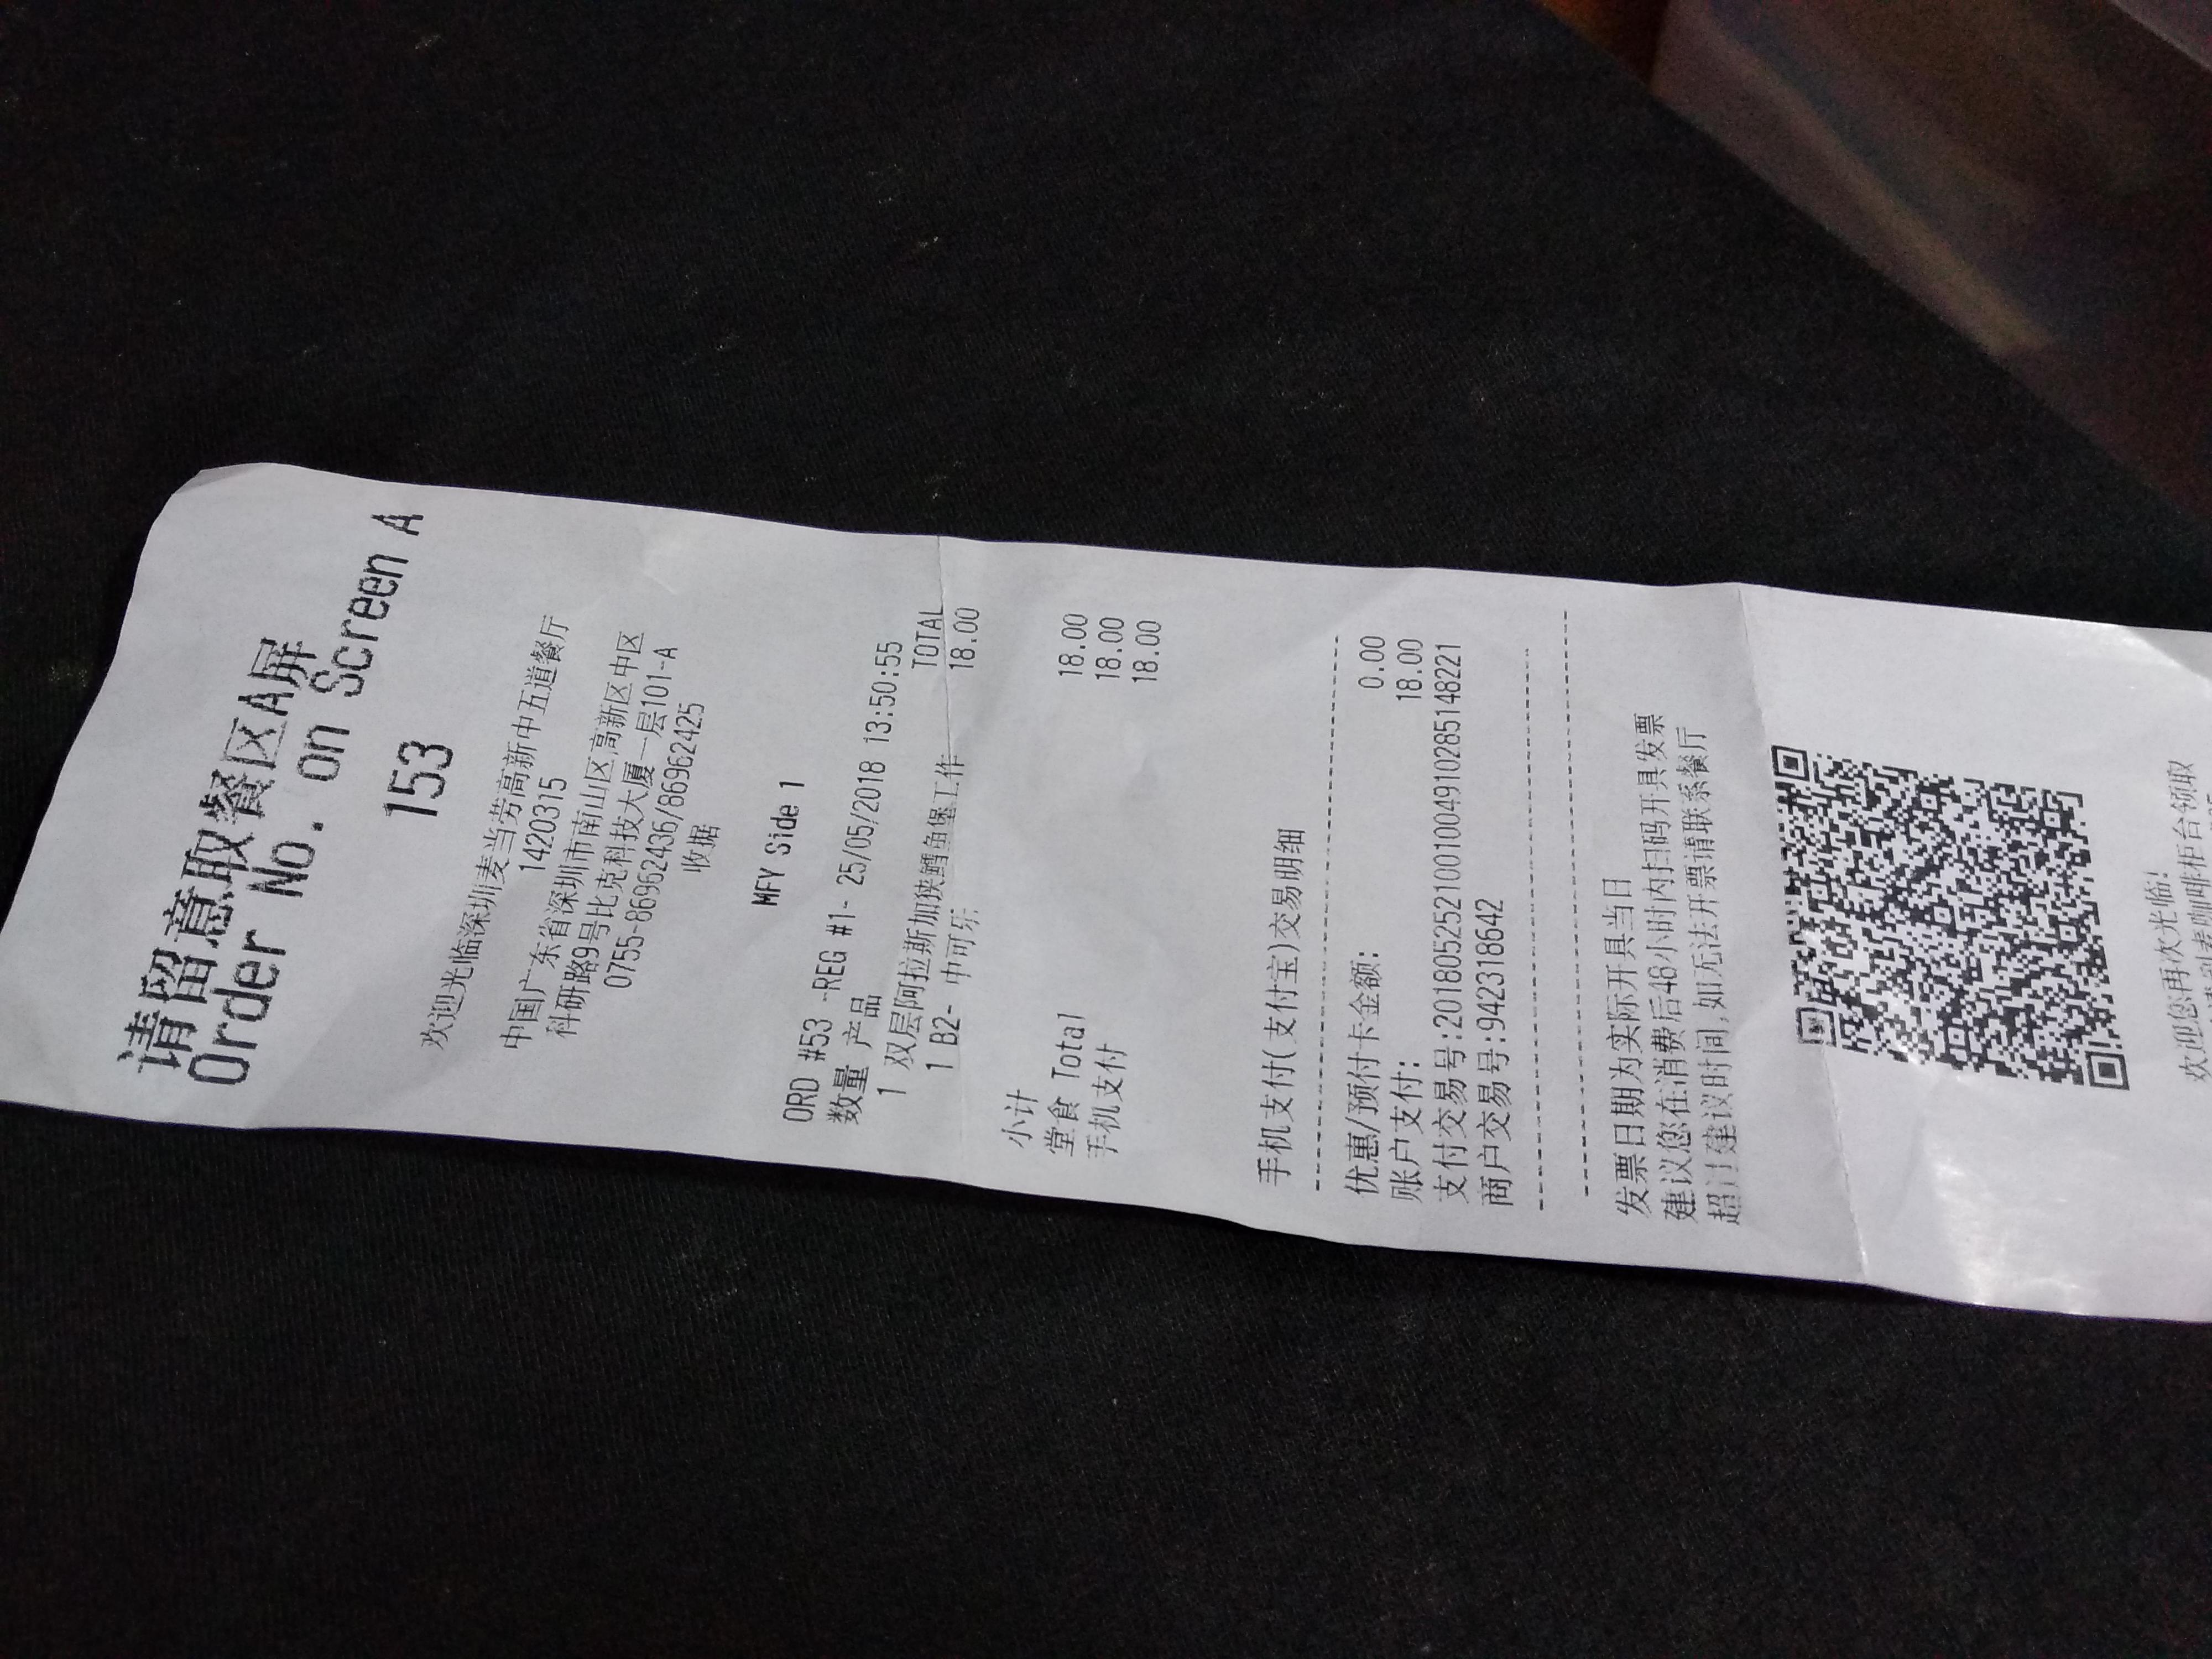 请留意取餐区A屏
Order No. on Screen A
153
欢迎光临深圳麦当劳高新中五道餐厅
1420315
中国广东省深圳市南山区高新区中区
科研路9号比克科技大厦一层101-A
0755-86962436/86962425
收据
MFY Side 1
ORD #53 -REG #1- 25/05/2018 13:50:55
数量 产品 TOTAL
1 双层阿拉斯加狭鳕鱼堡工作 18.00
1 B2- 中可乐
小计 18.00
堂食 Total 18.00
手机支付 18.00
手机支付(支付宝)交易明细
优惠/预付卡金额: 0.00
账户支付: 18.00
支付交易号:2018052521001004910285148221
商户交易号:942318642
发票日期为实际开具当日
建议您在消费后48小时内扫码开具发票
超过建议时间,如无法开票请联系餐厅
欢迎您再次光临!
咖啡柜台领取